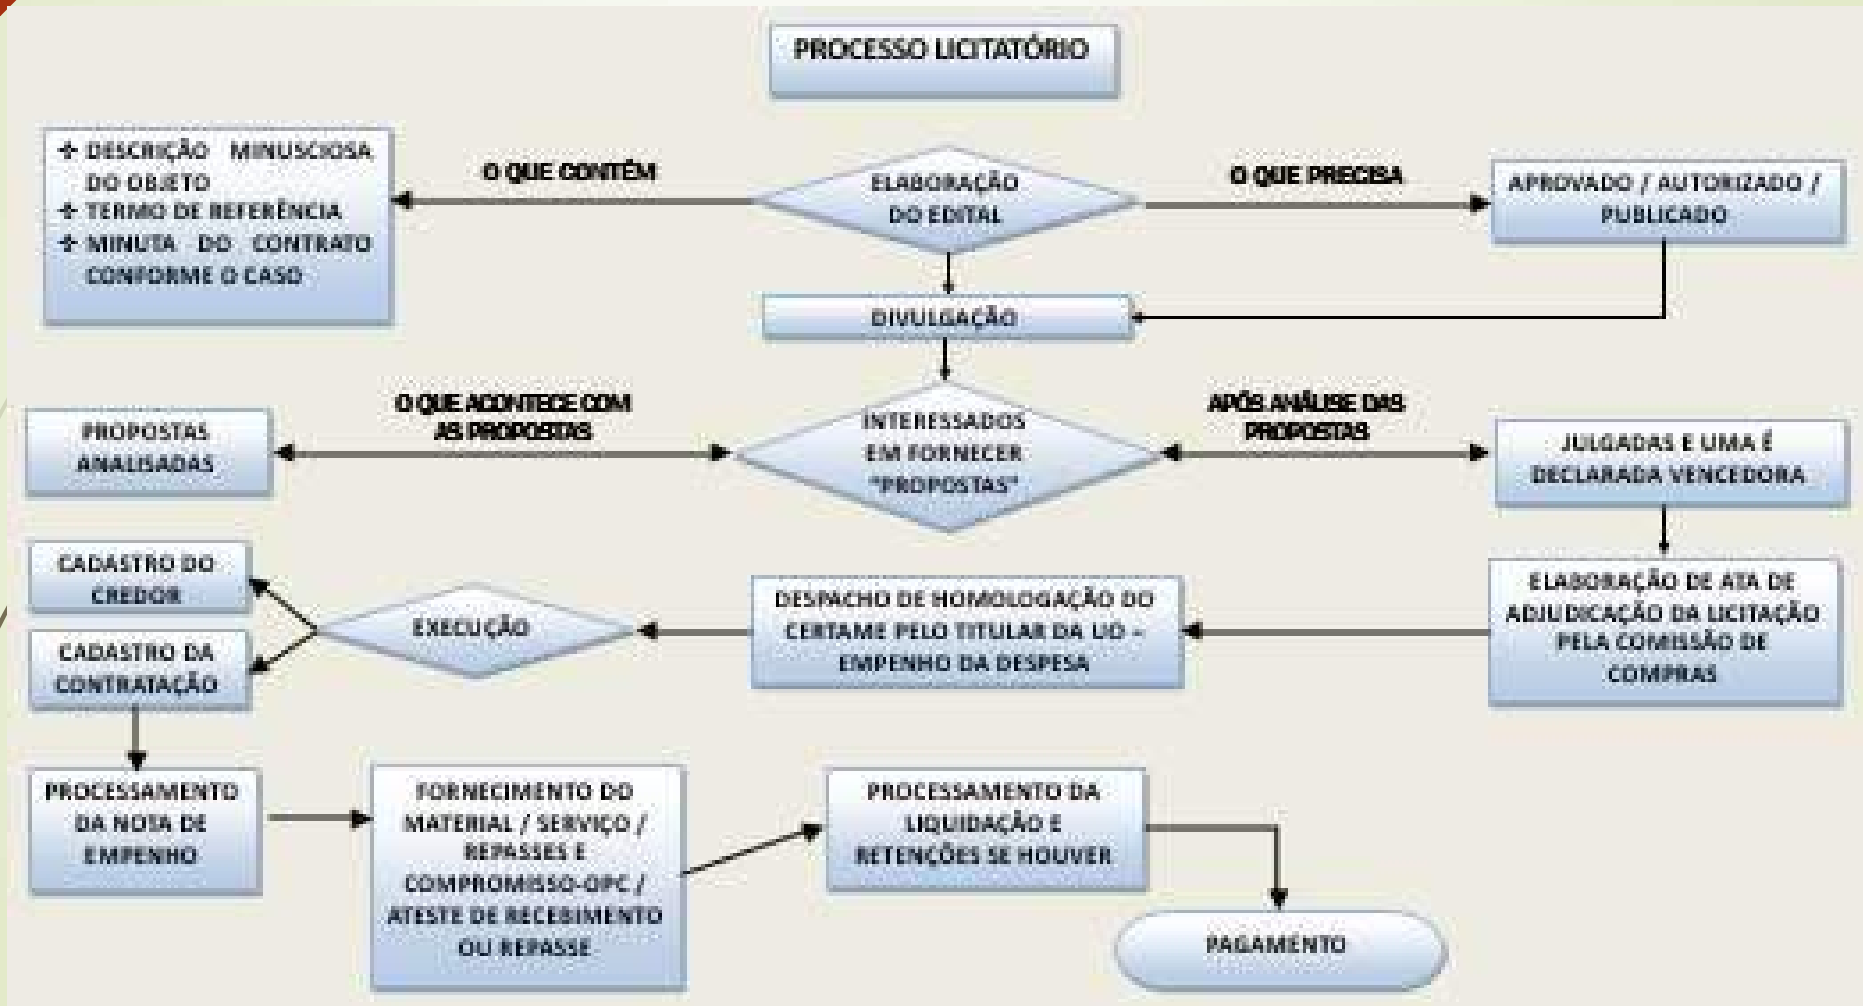 PROCESSO LICITATÓRIO
❖ DESCRIÇÃO MINUSCIOSA
DO OBJETO
❖ TERMO DE REFERÊNCIA
❖ MINUTA DO CONTRATO
CONFORME O CASO
O QUE CONTÉM
ELABORAÇÃO
DO EDITAL
O QUE PRECISA
APROVADO / AUTORIZADO /
PUBLICADO
DIVULGAÇÃO
PROPOSTAS
ANALISADAS
O QUE ACONTECE COM
AS PROPOSTAS
INTERESSADOS
EM FORNECER
"PROPOSTAS"
APÓS ANÁLISE DAS
PROPOSTAS
JULGADAS E UMA É
DECLARADA VENCEDORA
ELABORAÇÃO DE ATA DE
ADJUDICAÇÃO DA LICITAÇÃO
PELA COMISSÃO DE
COMPRAS
DESPACHO DE HOMOLOGAÇÃO DO
CERTAME PELO TITULAR DA UO –
EMPENHO DA DESPESA
EXECUÇÃO
CADASTRO DO
CREDOR
CADASTRO DA
CONTRATAÇÃO
PROCESSAMENTO
DA NOTA DE
EMPENHO
FORNECIMENTO DO
MATERIAL / SERVIÇO /
REPASSES E
COMPROMISSO-OPC /
ATESTE DE RECEBIMENTO
OU REPASSE
PROCESSAMENTO DA
LIQUIDAÇÃO E
RETENÇÕES SE HOUVER
PAGAMENTO